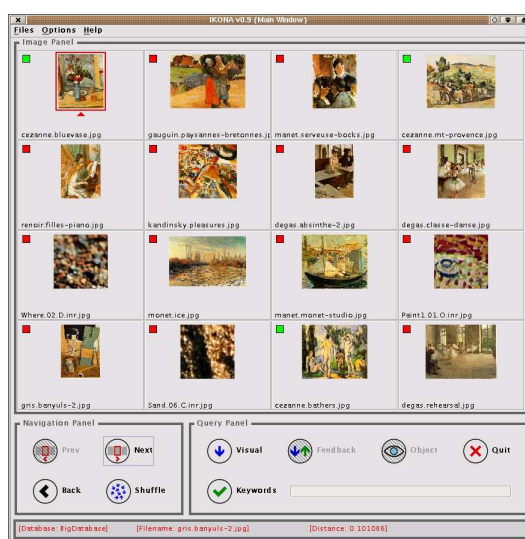 IKONA v0.9 (Main Window)
Files Options Help
Image Panel
cezanne.bluevase.jpg gauguin.paysannes-bretonnes.jp manet.serveuse-bocks.jpg cezanne.mt-provence.jpg
renoir.filles-piano.jpg kandinsky.pleasures.jpg degas.absinthe-2.jpg degas.classe-danse.jpg
Where.02.D.inr.jpg monet.ice.jpg manet.monet-studio.jpg Paint1.01.O.inr.jpg
gris.banyuls-2.jpg Sand.06.C.inr.jpg cezanne.bathers.jpg degas.rehearsal.jpg
Navigation Panel Query Panel
Prev Next Visual Feedback Object Quit
Back Shuffle Keywords
[Database: BigDatabase] [Filename: gris.banyuls-2.jpg] [Distance: 0.101086]